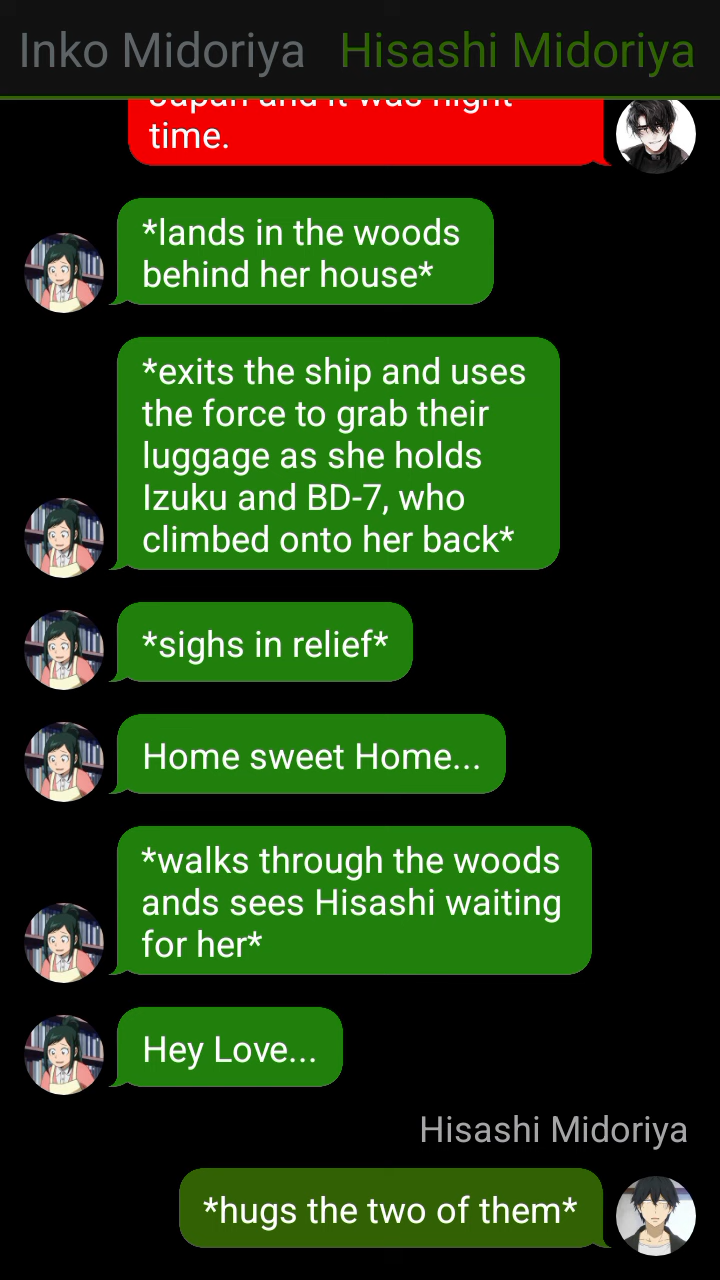 Inko Midoriya Hisashi Midoriya
Japan and it was night
time.
*lands in the woods
behind her house*
*exits the ship and uses
the force to grab their
luggage as she holds
Izuku and BD-7, who
climbed onto her back*
*sighs in relief*
Home sweet Home...
*walks through the woods
ands sees Hisashi waiting
for her*
Hey Love...
Hisashi Midoriya
*hugs the two of them*